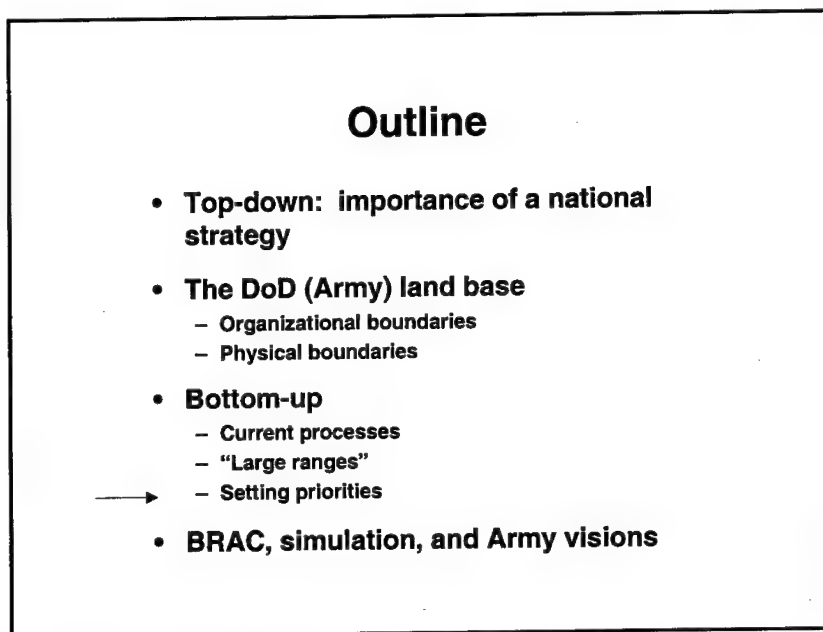 Outline
• Top-down: importance of a national
strategy
• The DoD (Army) land base
– Organizational boundaries
– Physical boundaries
• Bottom-up
– Current processes
– "Large ranges"
– Setting priorities
• BRAC, simulation, and Army visions